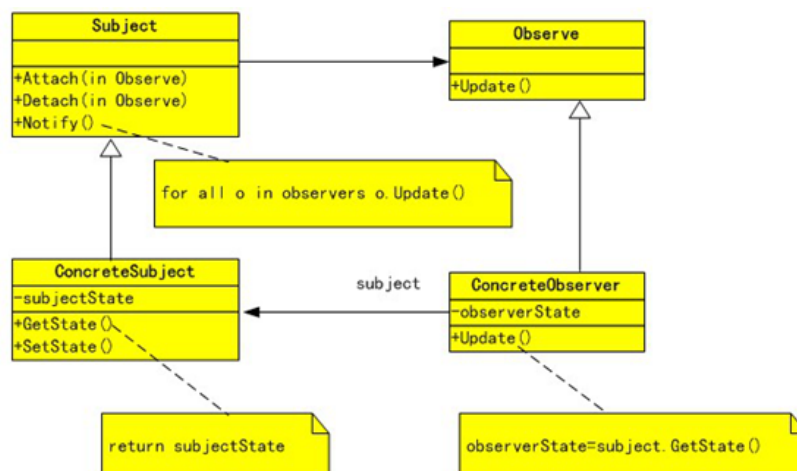 Subject
+Attach(in Observe)
+Detach(in Observe)
+Notify()
Observe
+Update()
for all o in observers o.Update()
ConcreteSubject
-subjectState
+GetState()
+SetState()
subject
ConcreteObserver
-observerState
+Update()
return subjectState
observerState=subject.GetState()